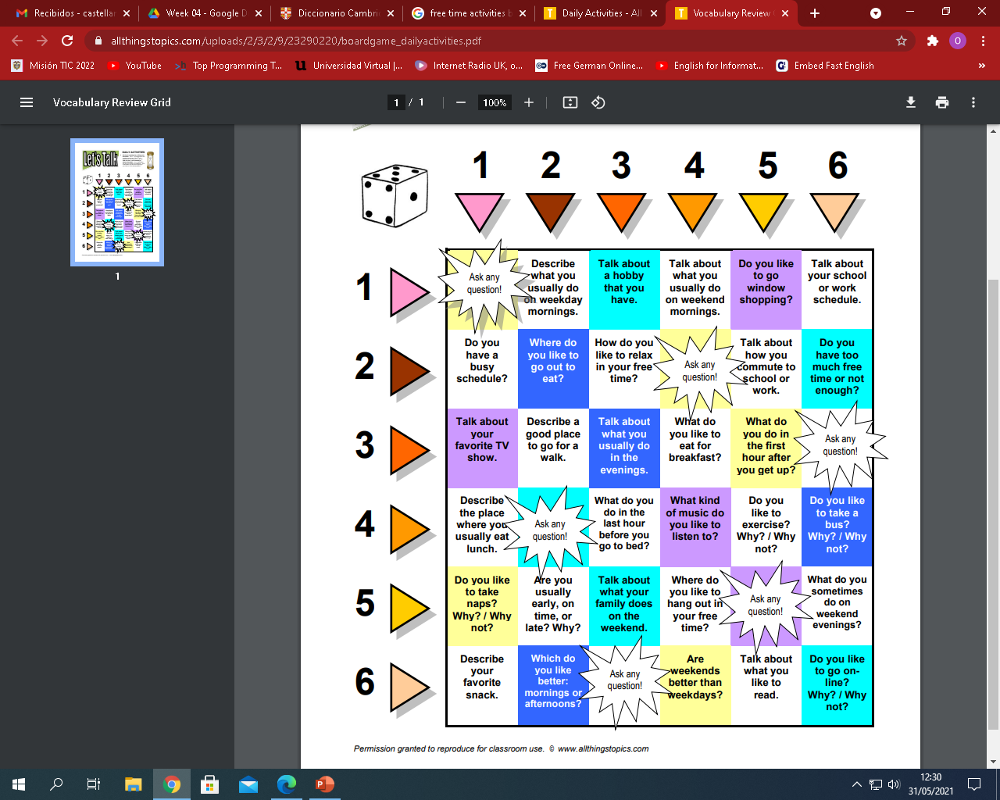 Recibidos - castellar
Week 04 - Google D
Diccionario Cambri
free time activities b
Daily Activities - All
Vocabulary Review G
allthingstopics.com/uploads/2/3/2/9/23290220/boardgame_dailyactivities.pdf
O
Misión TIC 2022
YouTube
Top Programming T...
Universidad Virtual |...
Internet Radio UK, o...
Free German Online...
English for Informat...
Embed Fast English
»
Vocabulary Review Grid
1 / 1
100%
Let's Talk
1
1 2 3 4 5 6
1
Ask any
question!
Describe
what you
usually do
on weekday
mornings.
Talk about
a hobby
that you
have.
Talk about
what you
usually do
on weekend
mornings.
Do you like
to go
window
shopping?
Talk about
your school
or work
schedule.
2
Do you
have a
busy
schedule?
Where do
you like to
go out to
eat?
How do you
like to relax
in your free
time?
Ask any
question!
Talk about
how you
commute to
school or
work.
Do you
have too
much free
time or not
enough?
3
Talk about
your
favorite TV
show.
Describe a
good place
to go for a
walk.
Talk about
what you
usually do
in the
evenings.
What do
you like to
eat for
breakfast?
What do
you do in
the first
hour after
you get up?
Ask any
question!
4
Describe
the place
where you
usually eat
lunch.
Ask any
question!
What do you
do in the
last hour
before you
go to bed?
What kind
of music do
you like to
listen to?
Do you
like to
exercise?
Why? / Why
not?
Do you like
to take a
bus?
Why? / Why
not?
5
Do you like
to take
naps?
Why? / Why
not?
Are you
usually
early, on
time, or
late? Why?
Talk about
what your
family does
on the
weekend.
Where do
you like to
hang out in
your free
time?
Ask any
question!
What do you
sometimes
do on
weekend
evenings?
6
Describe
your
favorite
snack.
Which do
you like
better:
mornings or
afternoons?
Ask any
question!
Are
weekends
better than
weekdays?
Talk about
what you
like to
read.
Do you like
to go on-
line?
Why? / Why
not?
Permission granted to reproduce for classroom use. © www.allthingstopics.com
12:30
31/05/2021